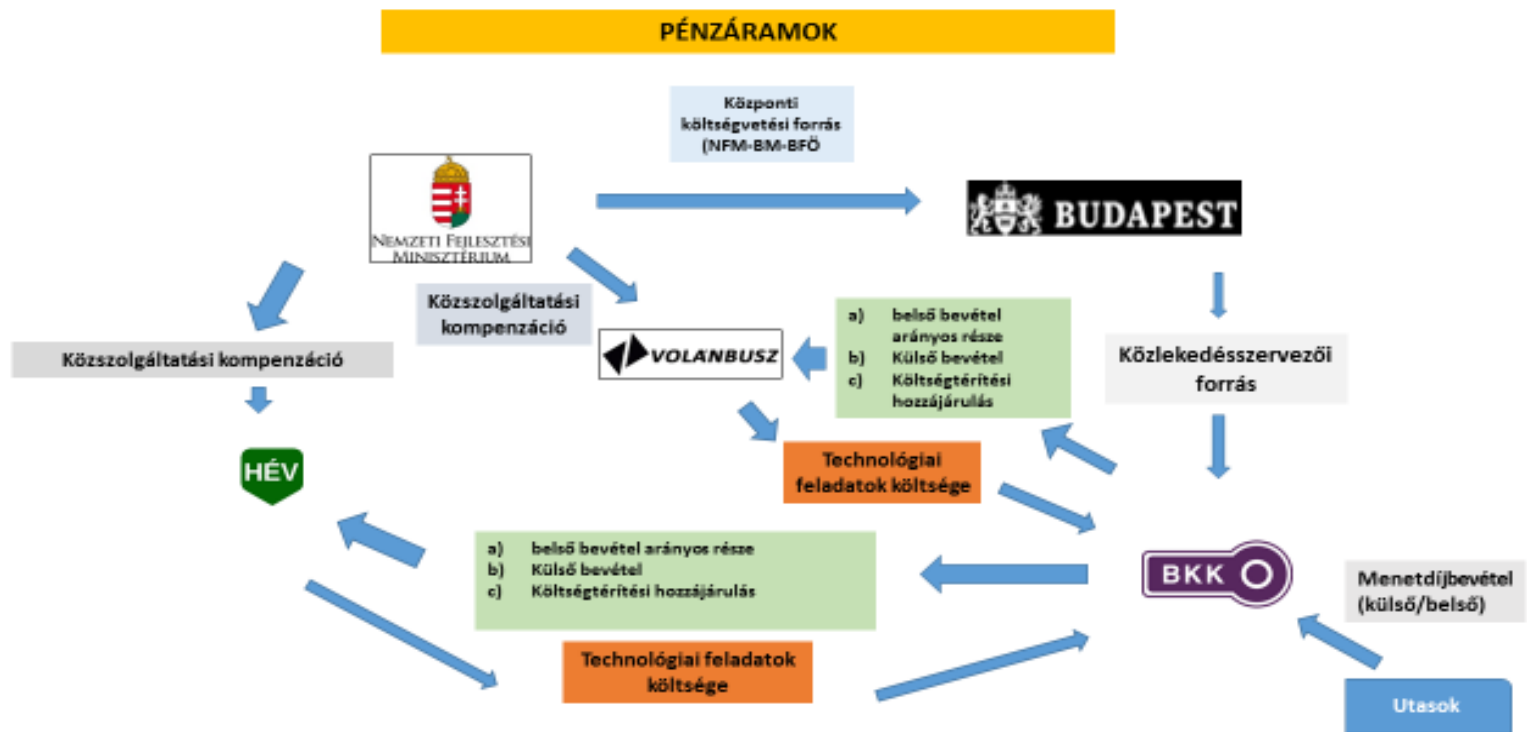 PÉNZÁRAMOK
Központi
költségvetési forrás
(NFM-BM-BFÖ
NEMZETI FEJLESZTÉSI
MINISZTÉRIUM
BUDAPEST
Közszolgáltatási
kompenzáció
VOLÁNBUSZ
a) belső bevétel
arányos része
b) Külső bevétel
c) Költségtérítési
hozzájárulás
Közlekedésszervezői
forrás
Közszolgáltatási kompenzáció
HÉV
Technológiai
feladatok költsége
a) belső bevétel arányos része
b) Külső bevétel
c) Költségtérítési hozzájárulás
BKK
Menetdíjbevétel
(külső/belső)
Technológiai feladatok
költsége
Utasok